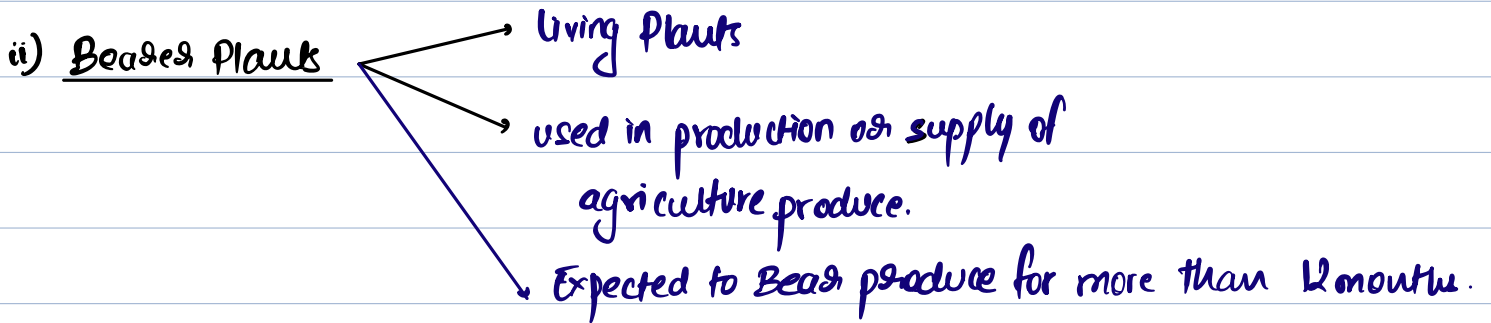 ii) Bearer Plants
Living Plants
used in production or supply of
agriculture produce.
Expected to Bear produce for more than 12 months.